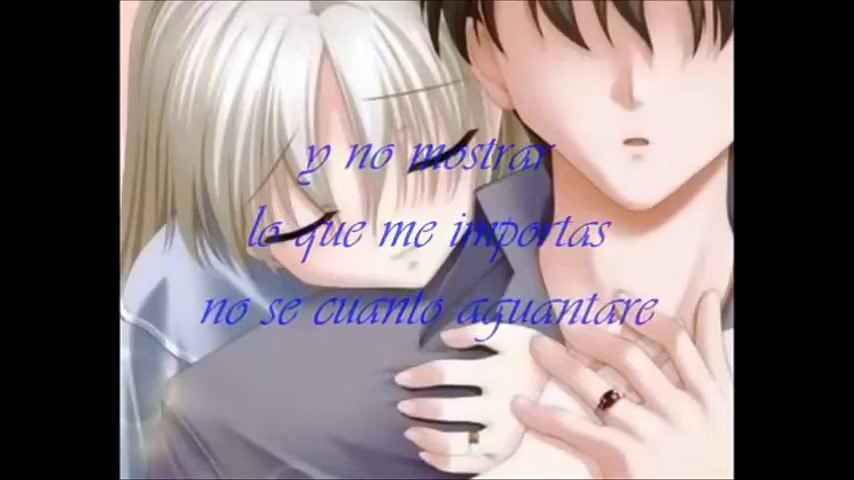 y no mostrar
lo que me importas
no se cuanto aguantare